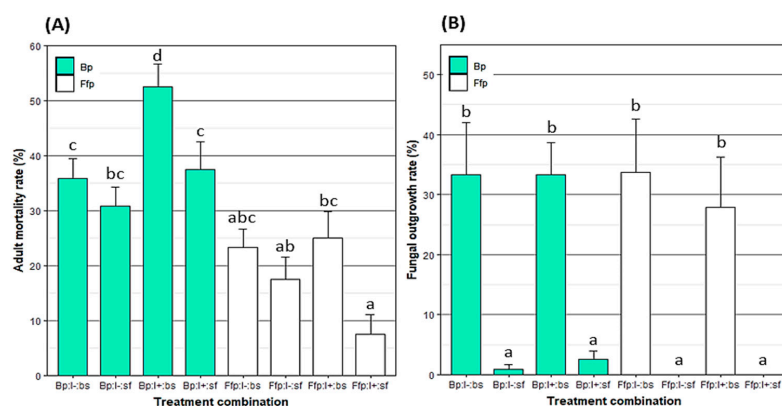 (A)
Adult mortality rate (%)
60
50
40
30
20
10
0
Bp
Ffp
c
bc
d
c
abc
ab
bc
a
Bp:I-:bs Bp:I-:sf Bp:I+:bs Bp:I+:sf Ffp:I-:bs Ffp:I-:sf Ffp:I+:bs Ffp:I+:sf
Treatment combination
(B)
Fungal outgrowth rate (%)
50
40
30
20
10
0
Bp
Ffp
b
a
b
a
b
a
b
a
Bp:I-:bs Bp:I-:sf Bp:I+:bs Bp:I+:sf Ffp:I-:bs Ffp:I-:sf Ffp:I+:bs Ffp:I+:sf
Treatment combination